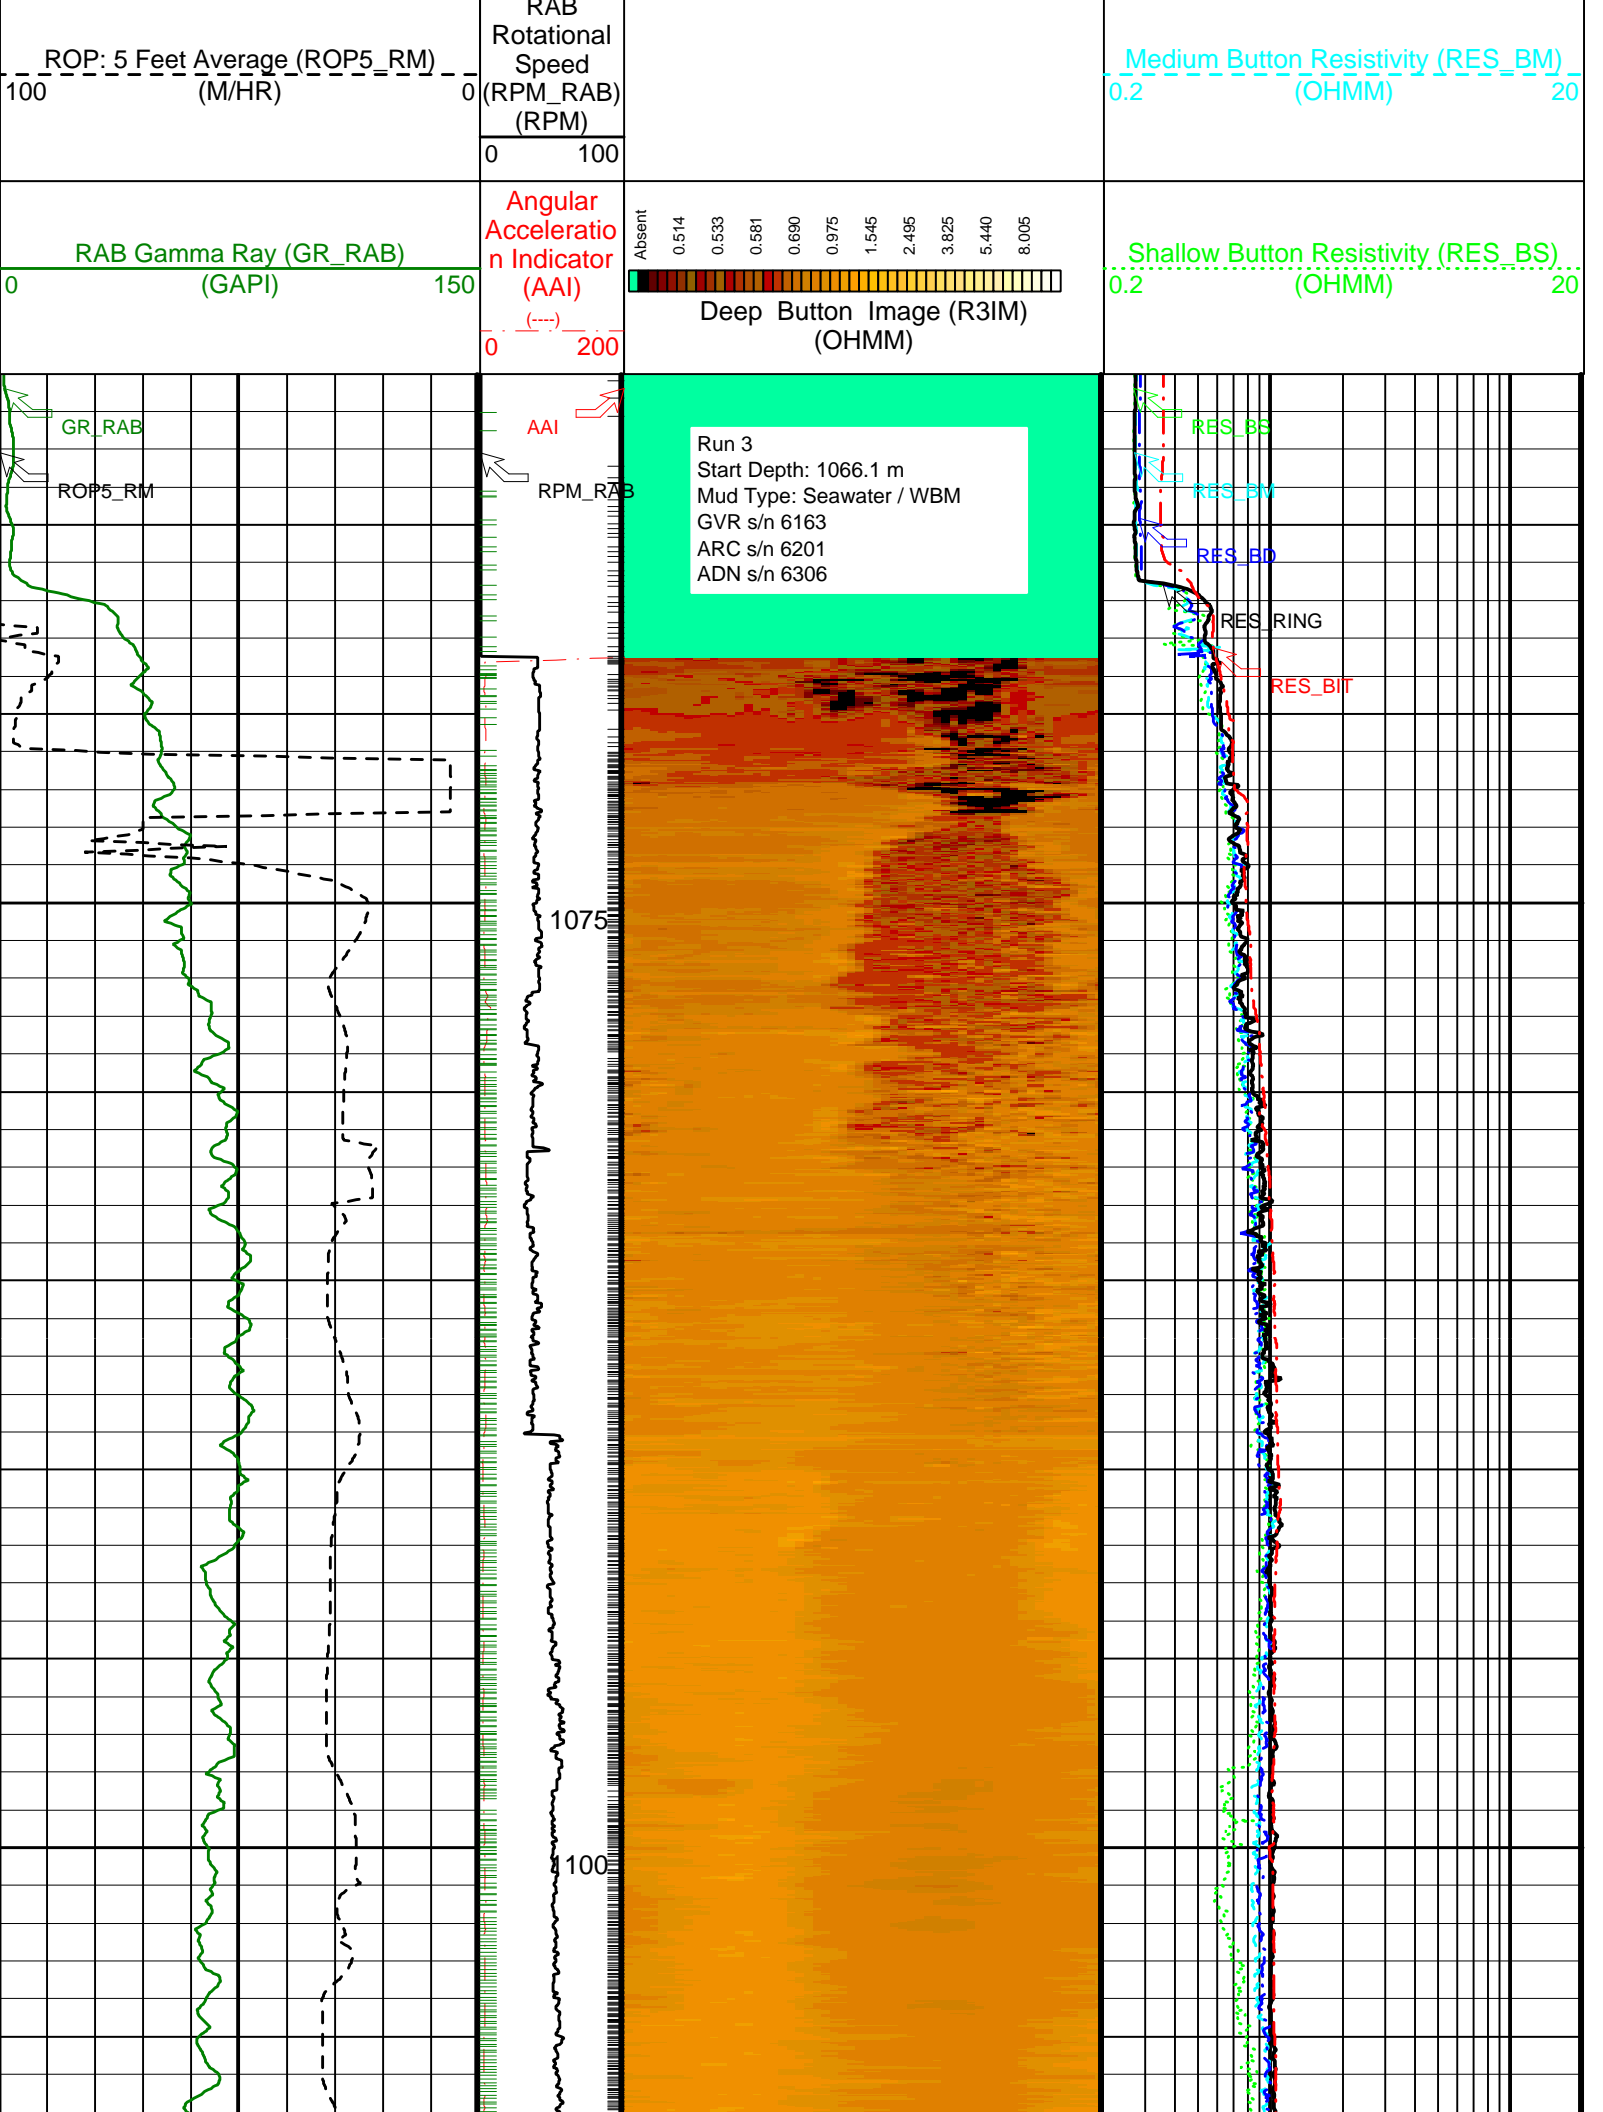 RAB
Rotational
Speed
(RPM_RAB)
(RPM)
0 100
ROP: 5 Feet Average (ROP5_RM)
(M/HR)
100 0
Medium Button Resistivity (RES_BM)
(OHMM)
0.2 20
RAB Gamma Ray (GR_RAB)
(GAPI)
0 150
Angular
Acceleratio
n Indicator
(AAI)
(----)
0 200
Absent 0.514 0.533 0.581 0.690 0.975 1.545 2.495 3.825 5.440 8.005
Deep Button Image (R3IM)
(OHMM)
Shallow Button Resistivity (RES_BS)
(OHMM)
0.2 20
GR_RAB
ROP5_RM
AAI
RPM_RAB
Run 3
Start Depth: 1066.1 m
Mud Type: Seawater / WBM
GVR s/n 6163
ARC s/n 6201
ADN s/n 6306
RES_BS
RES_BM
RES_BD
RES_RING
RES_BIT
1075
1100